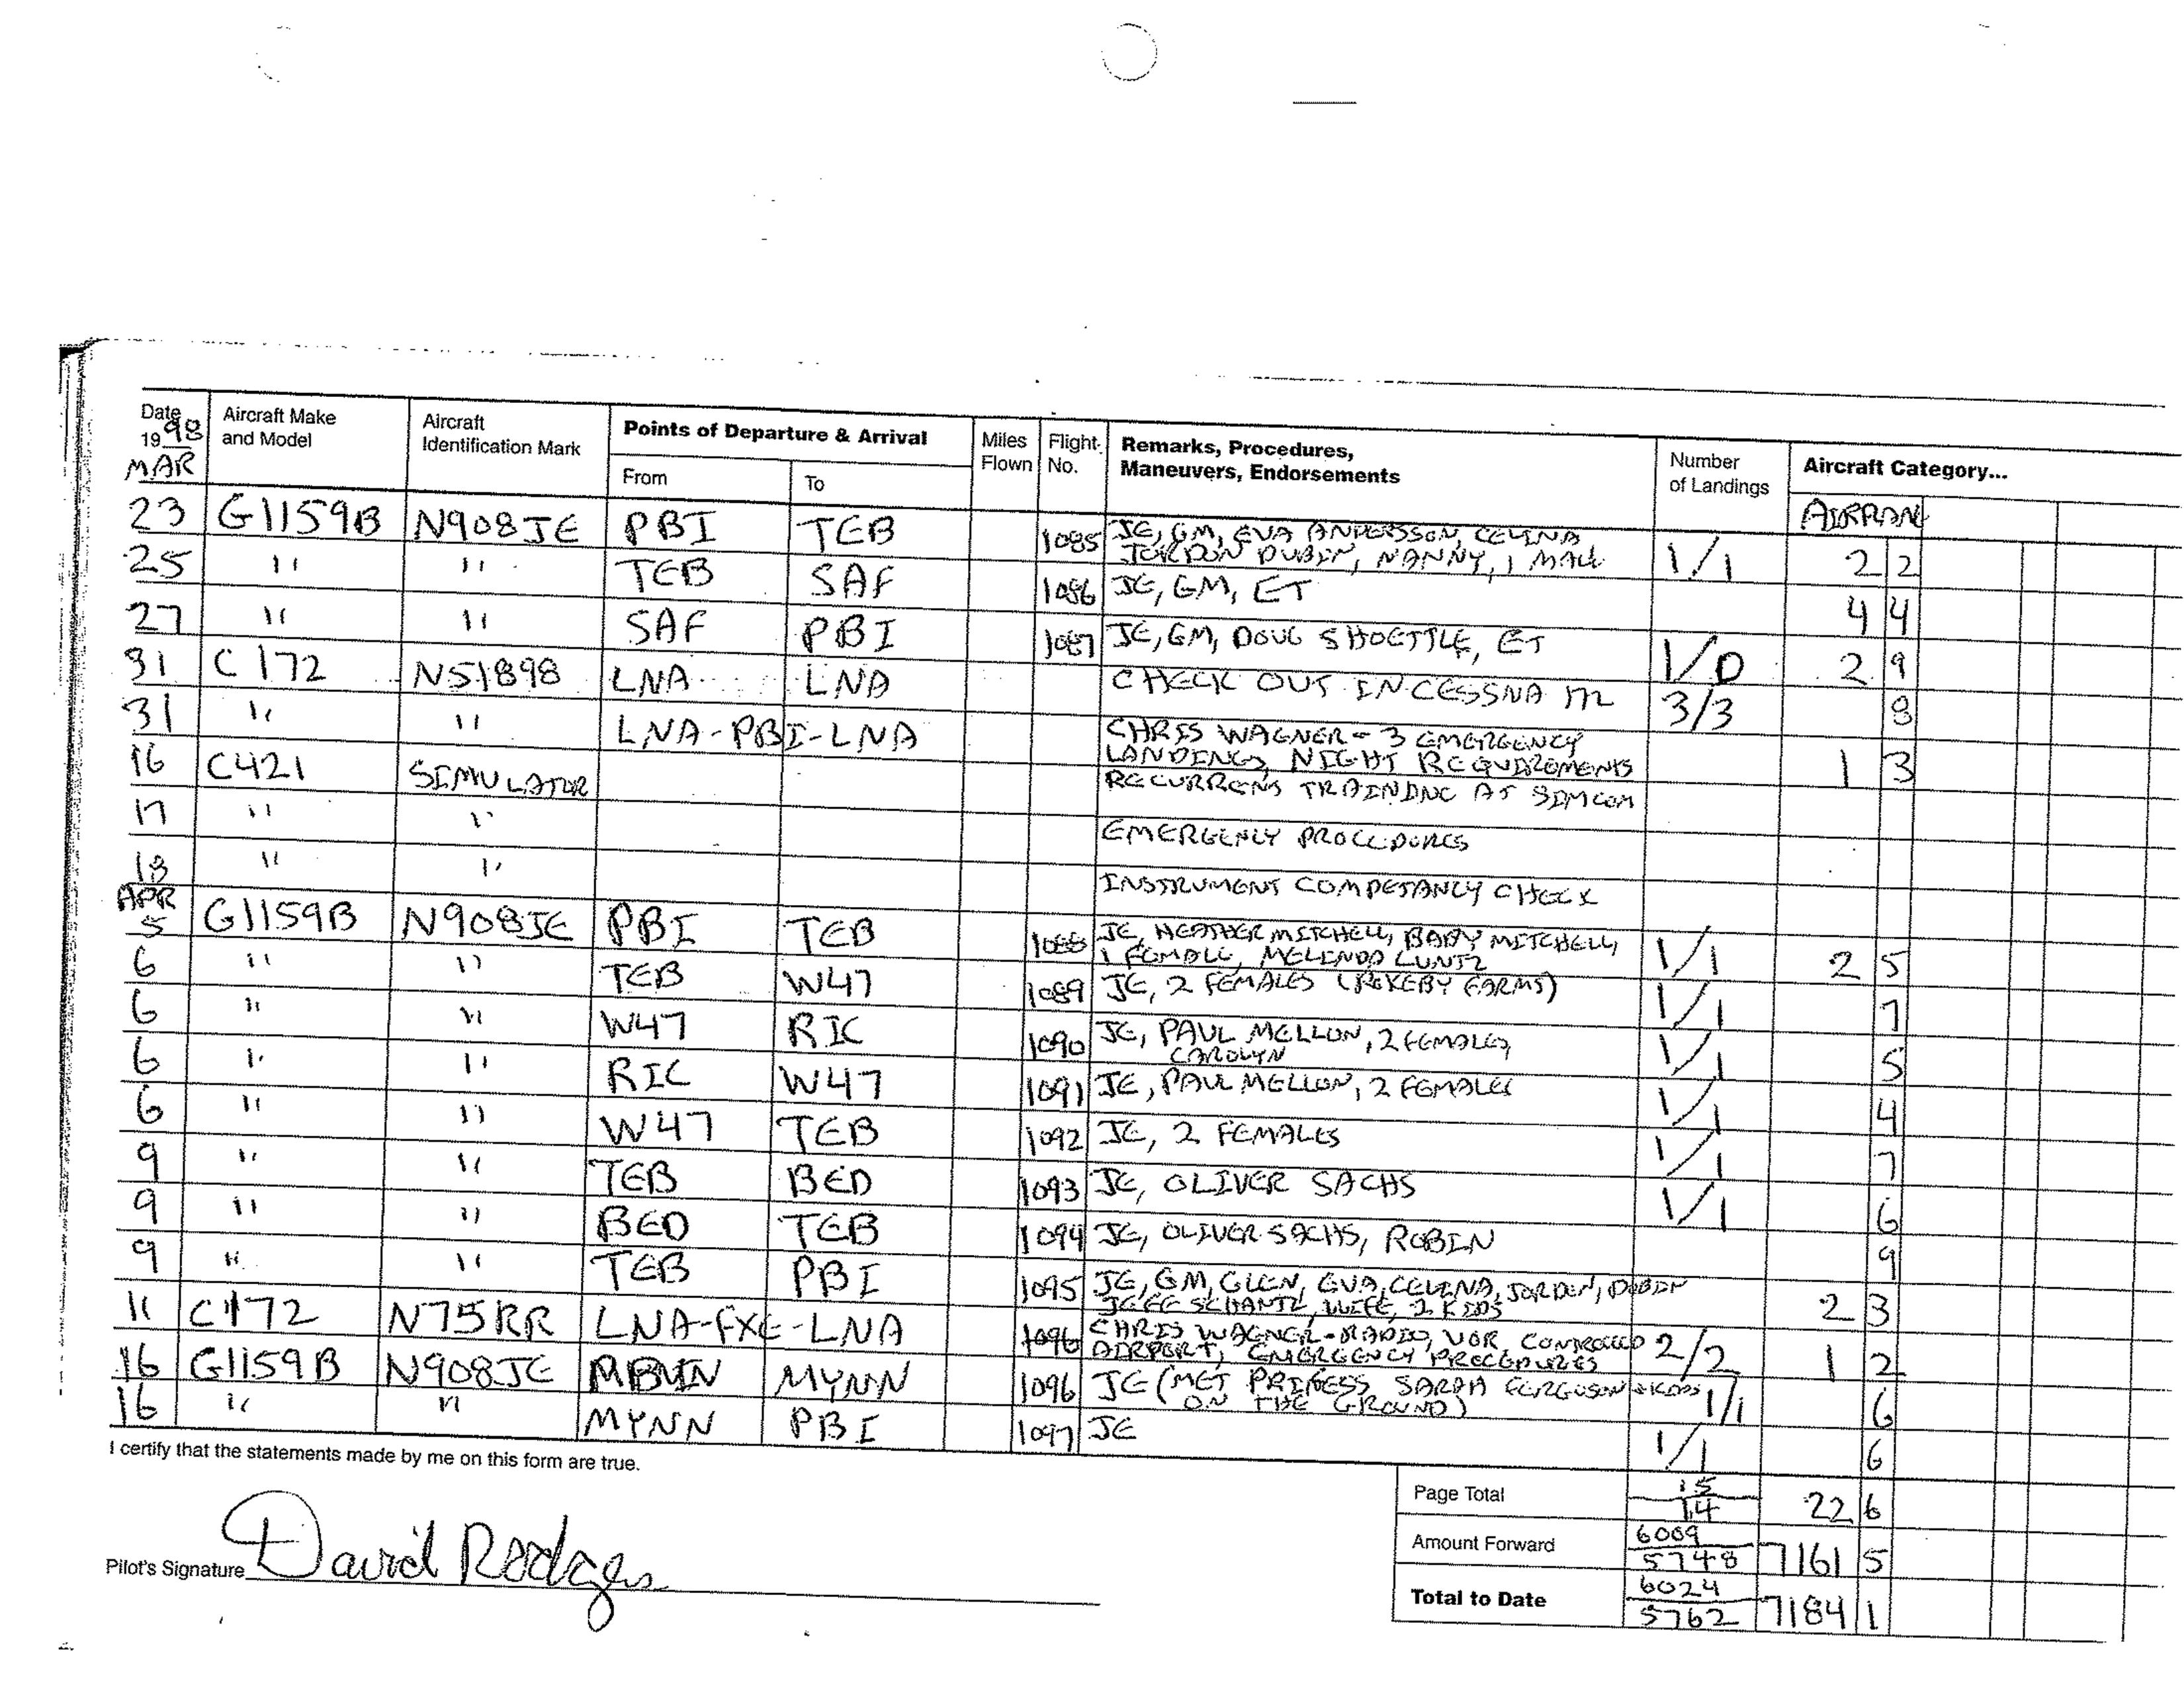 Date 1998 MAR Aircraft Make and Model Aircraft Identification Mark Points of Departure & Arrival From To Miles Flown Flight No. Remarks, Procedures, Maneuvers, Endorsements Number of Landings Aircraft Category... AIRPLANE
23 G1159B N908JE PBI TEB 1085 JE, GM, EVA ANDERSSON, CELINA 1/1 2 2
JORDON DUBIN, NANNY, 1 MALE
25 " " TEB SAF 1086 JE, GM, ET 4 4
27 " " SAF PBI 1087 JE, GM, DOUG SHOETTLE, ET 1/0 2 9
31 C172 N51898 LNA LNA CHECK OUT IN CESSNA 172 3/3 8
31 " " LNA-PBI-LNA CHRIS WAGNER - 3 EMERGENCY 1 3
LANDINGS, NIGHT REQUIREMENTS
16 C421 SIMULATOR RECURRENT TRAINING AT SIMCOM
17 " " EMERGENCY PROCEDURES
18 " " INSTRUMENT COMPETANCY CHECK
APR
5 G1159B N908JE PBI TEB 1088 JE, HEATHER MITCHELL, BABY MITCHELL, 1/1 2 5
1 FEMALE, MELINDA LUNTZ
6 " " TEB W47 1089 JE, 2 FEMALES (ROKEBY FARMS) 1/1 7
6 " " W47 RIC 1090 JE, PAUL MELLON, 2 FEMALES, 1/1 5
CAROLYN
6 " " RIC W47 1091 JE, PAUL MELLON, 2 FEMALES 1/1 4
6 " " W47 TEB 1092 JE, 2 FEMALES 1/1 7
9 " " TEB BED 1093 JE, OLIVER SACHS 1/1 6
9 " " BED TEB 1094 JE, OLIVER SACHS, ROBIN 9
9 " " TEB PBI 1095 JE, GM, GLEN, EVA, CELINA, JORDEN, DUBIN 2 3
JEFF SCHANTZ, WIFE, 2 KIDS
11 C172 N75RR LNA-FXE-LNA 1096 CHRIS WAGNER - RADIO, VOR CONTROLLED 2/2 1 2
AIRPORT, EMERGENCY PROCEDURES
16 G1159B N908JE MYNN 1096 JE (MET PRINCESS SARAH FERGUSON & KIDS 1/1 6
ON THE GROUND)
16 " " MYNN PBI 1097 JE 1/1 6
I certify that the statements made by me on this form are true.
Page Total 15 14 22 6
Amount Forward 6009 5748 7161 5
Pilot's Signature David Rodgers
Total to Date 6024 5762 7184 1